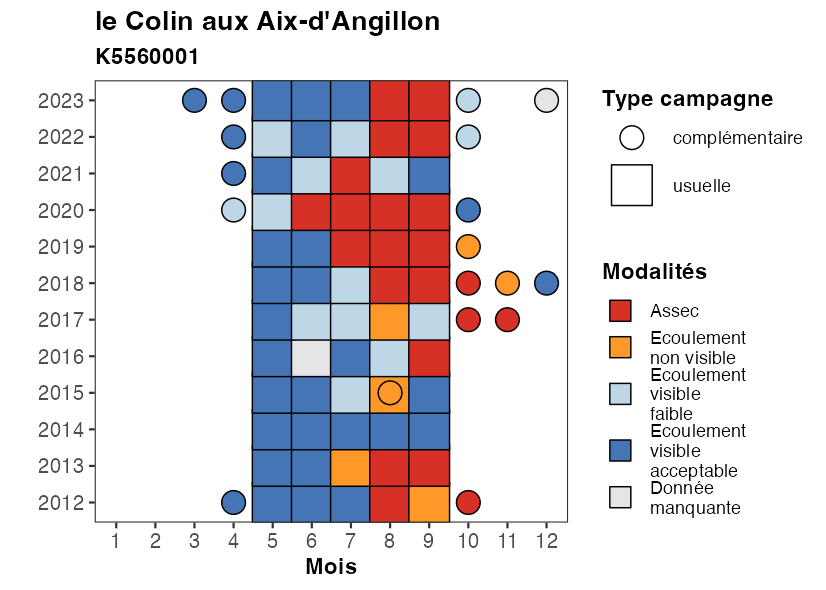 le Colin aux Aix-d'Angillon
K5560001
2023
2022
2021
2020
2019
2018
2017
2016
2015
2014
2013
2012
1 2 3 4 5 6 7 8 9 10 11 12
Mois
Type campagne
complémentaire
usuelle
Modalités
Assec
Ecoulement
non visible
Ecoulement
visible
faible
Ecoulement
visible
acceptable
Donnée
manquante